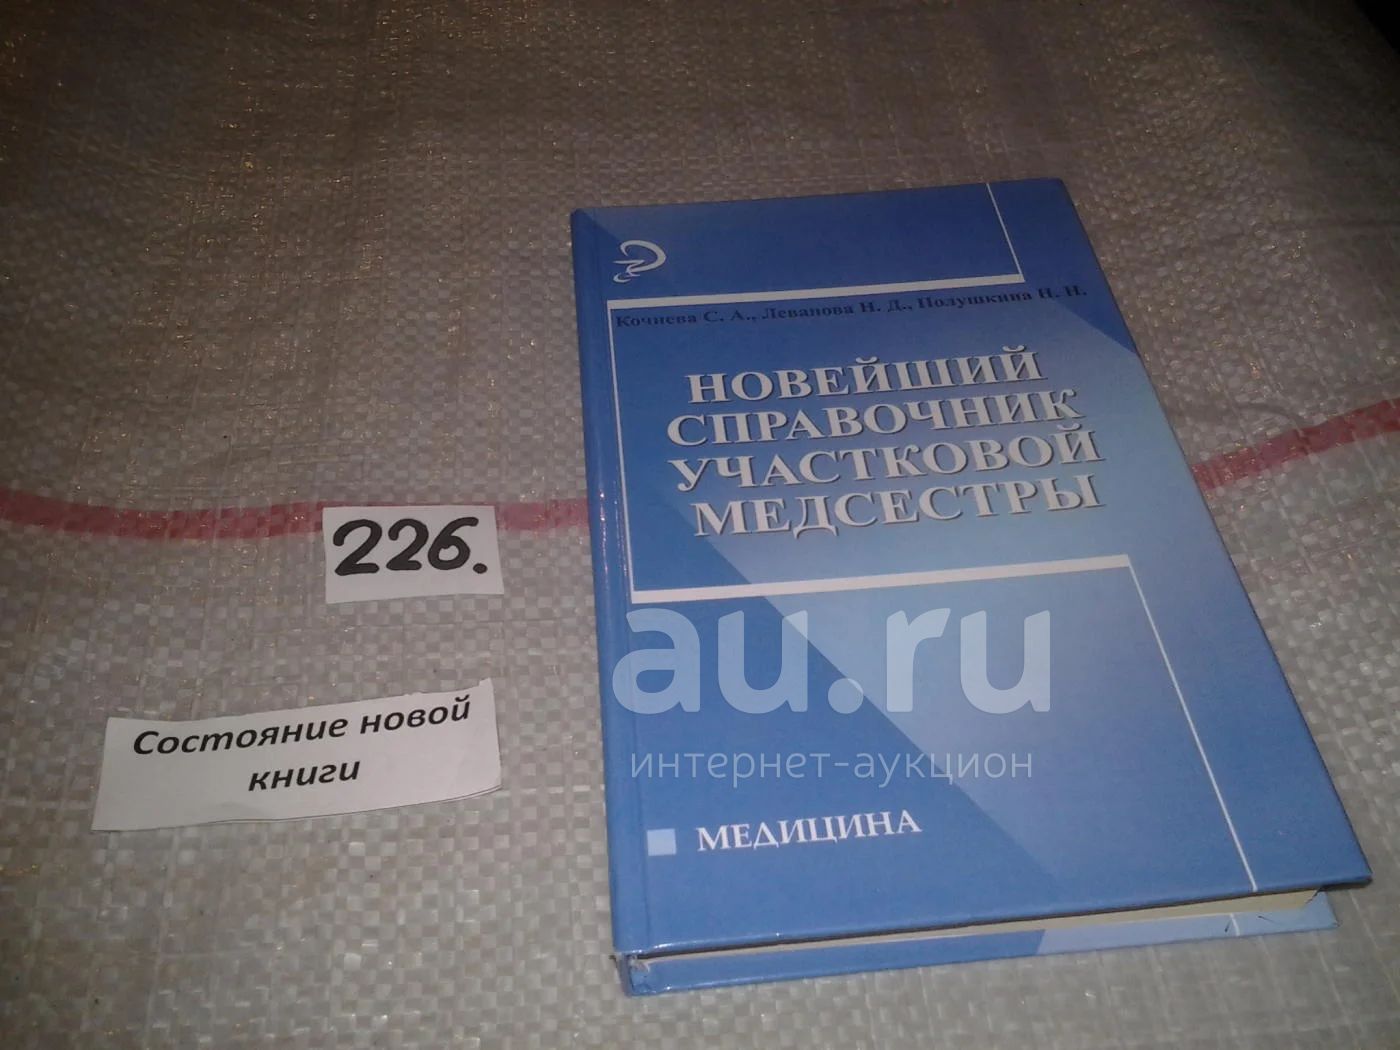 Кочнева С. А., Леванова Н. Д., Полушкина Н. Н.
НОВЕЙШИЙ
СПРАВОЧНИК
УЧАСТКОВОЙ
МЕДСЕСТРЫ
226.
au.ru
интернет-аукцион
Состояние новой
книги
МЕДИЦИНА